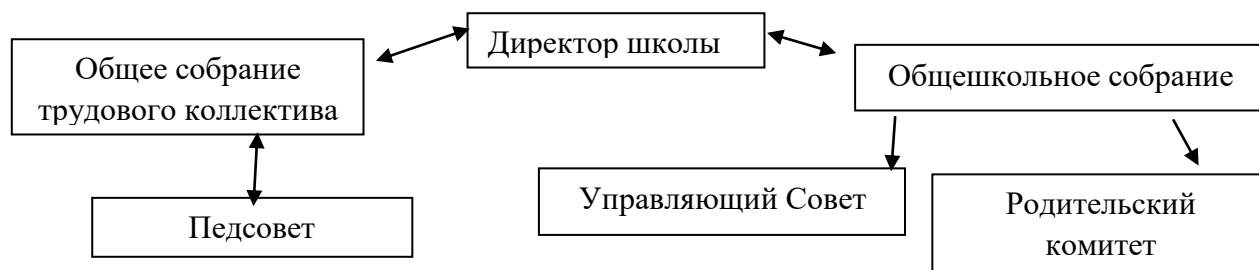 Директор школы
Общее собрание
трудового коллектива
Общешкольное собрание
Педсовет
Управляющий Совет
Родительский
комитет